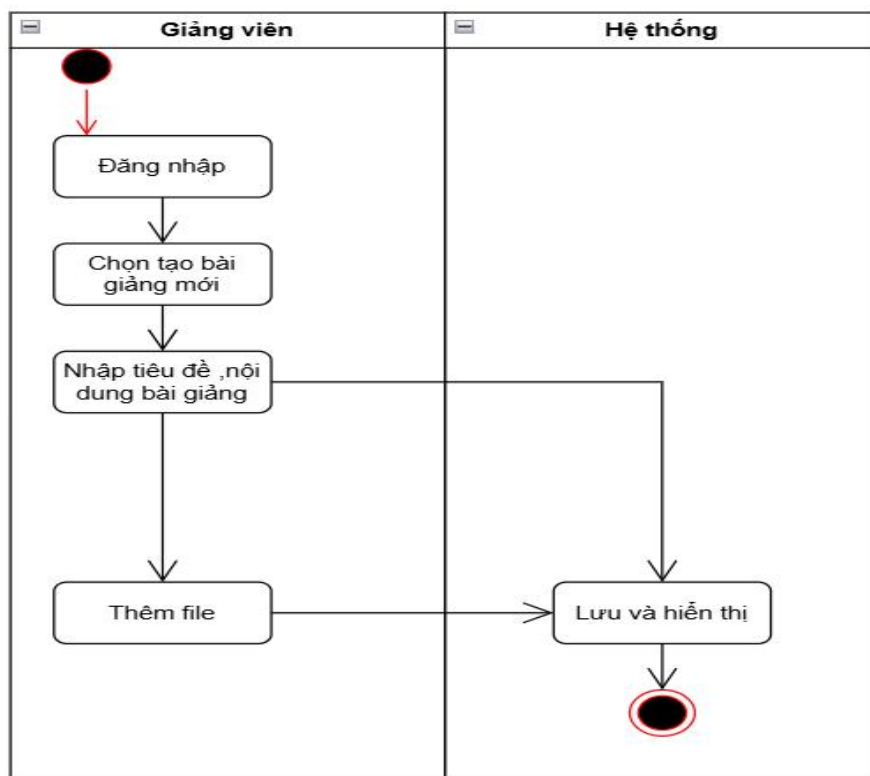 Giảng viên
Hệ thống
Đăng nhập
Chọn tạo bài
giảng mới
Nhập tiêu đề ,nội
dung bài giảng
Thêm file
Lưu và hiễn thị